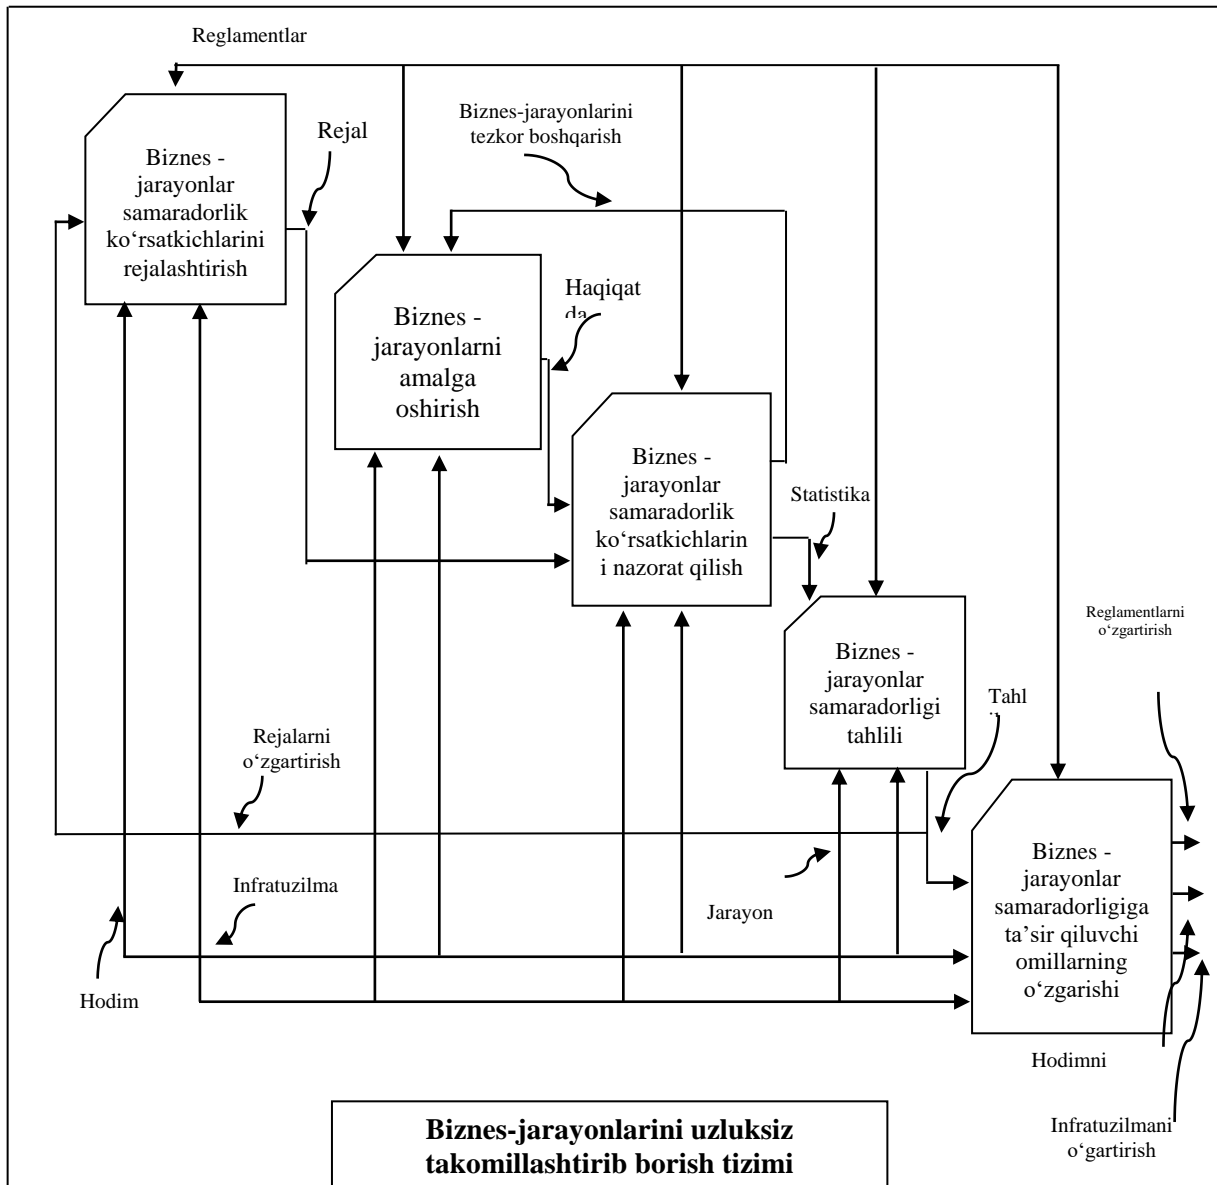 Reglamentlar
Biznes -
jarayonlar
samaradorlik
ko‘rsatkichlarini
rejalashtirish
Rejal
Biznes-jarayonlarini
tezkor boshqarish
Biznes -
jarayonlarni
amalga
oshirish
Haqiqat
da
Biznes -
jarayonlar
samaradorlik
ko‘rsatkichlarin
i nazorat qilish
Statistika
Biznes -
jarayonlar
samaradorligi
tahlili
Reglamentlarni
o‘zgartirish
Tahl
Rejalarni
o‘zgartirish
Biznes -
jarayonlar
samaradorligiga
ta’sir qiluvchi
omillarning
o‘zgarishi
Infratuzilma
Jarayon
Hodim
Hodimni
Infratuzilmani
o‘gartirish
Biznes-jarayonlarini uzluksiz
takomillashtirib borish tizimi